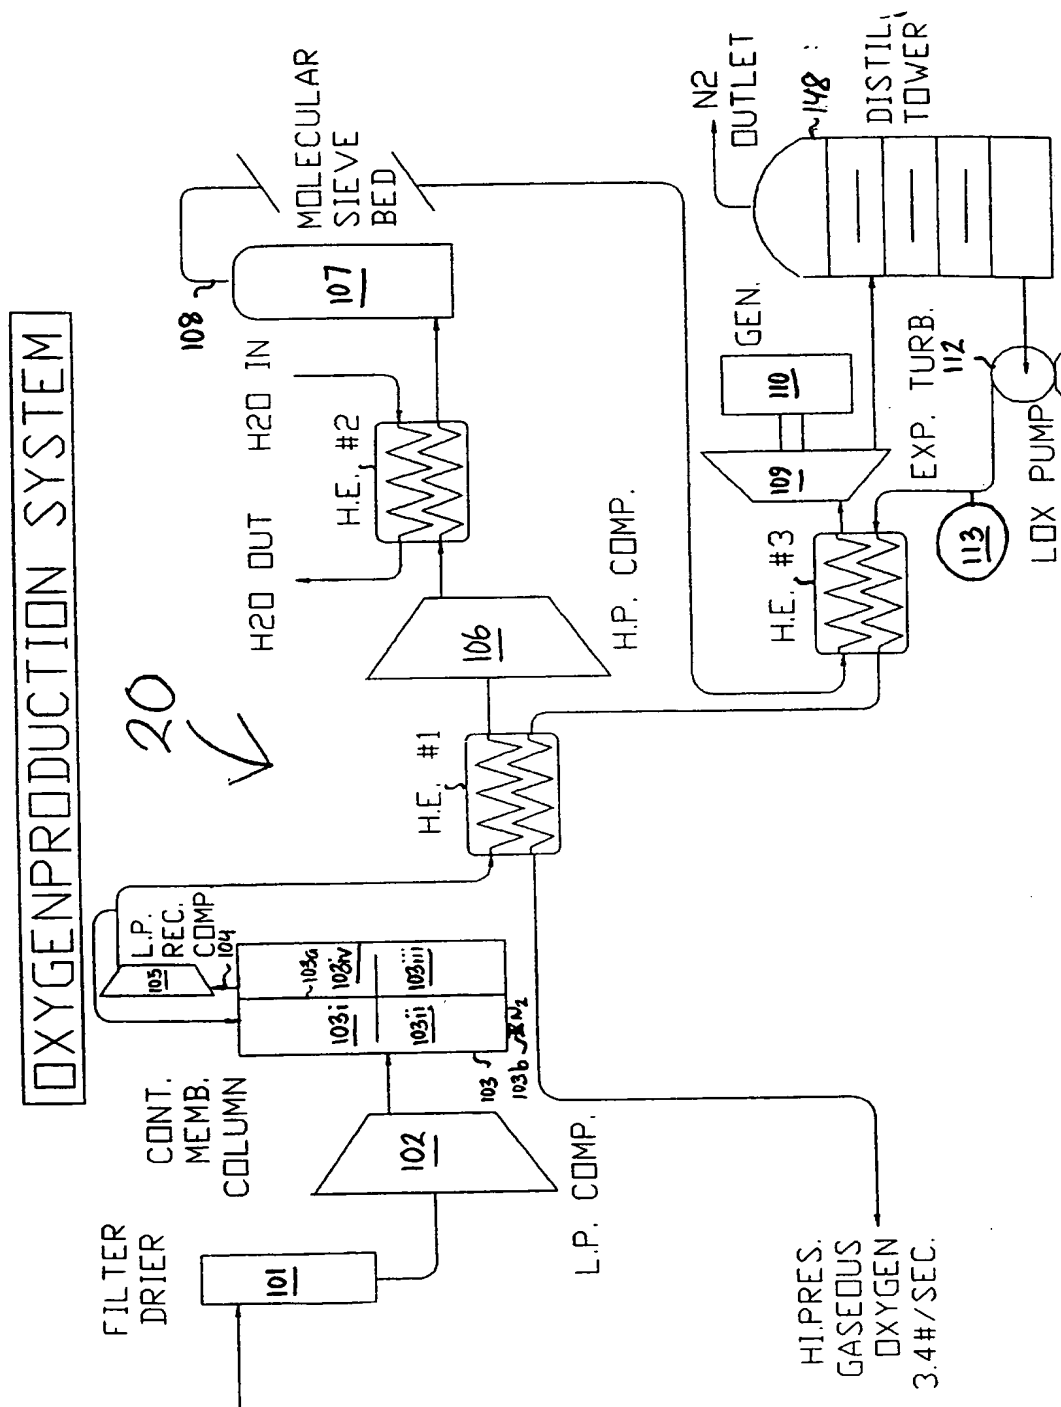 OXYGENPRODUCTION SYSTEM
20
FILTER
DRIER
101
CONT.
MEMB.
COLUMN
102
L.P. COMP.
103i
103ii
103a
103iv
103iii
103
103b
N2
104
L.P.
REC.
COMP
H.E. #1
106
H.P. COMP.
H2O OUT
H2O IN
H.E. #2
107
108
MOLECULAR
SIEVE
BED
H.E. #3
109
110
GEN.
EXP. TURB.
112
113
LOX PUMP
N2
OUTLET
148
TOWER
HI.PRES.
GASEOUS
OXYGEN
3.4#/SEC.